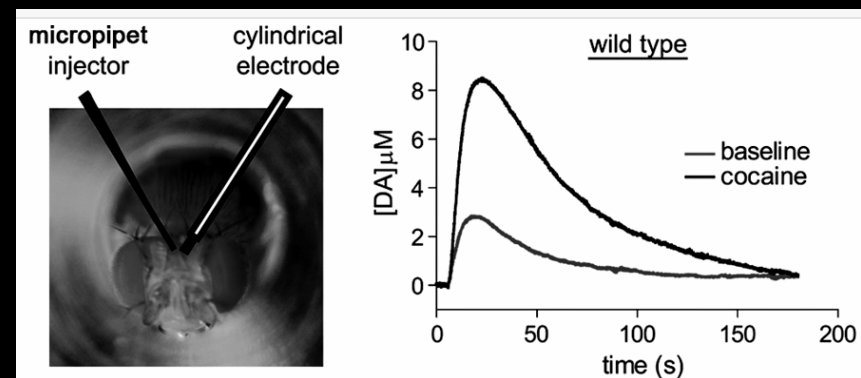 micropipet
injector
cylindrical
electrode
wild type
baseline
cocaine
[DA]μM
10
8
6
4
2
0
0
50
100
150
200
time (s)